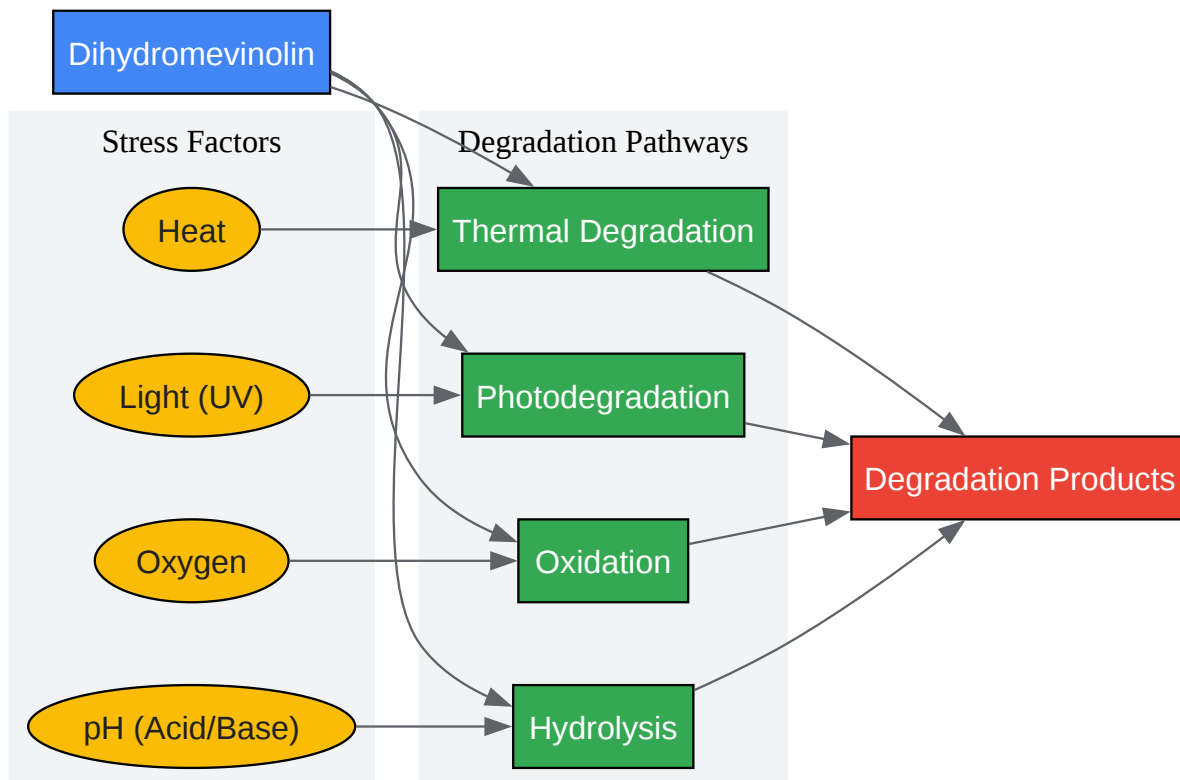 Dihydromevinolin
Stress Factors
Degradation Pathways
Heat
Thermal Degradation
Light (UV)
Photodegradation
Degradation Products
Oxygen
Oxidation
pH (Acid/Base)
Hydrolysis